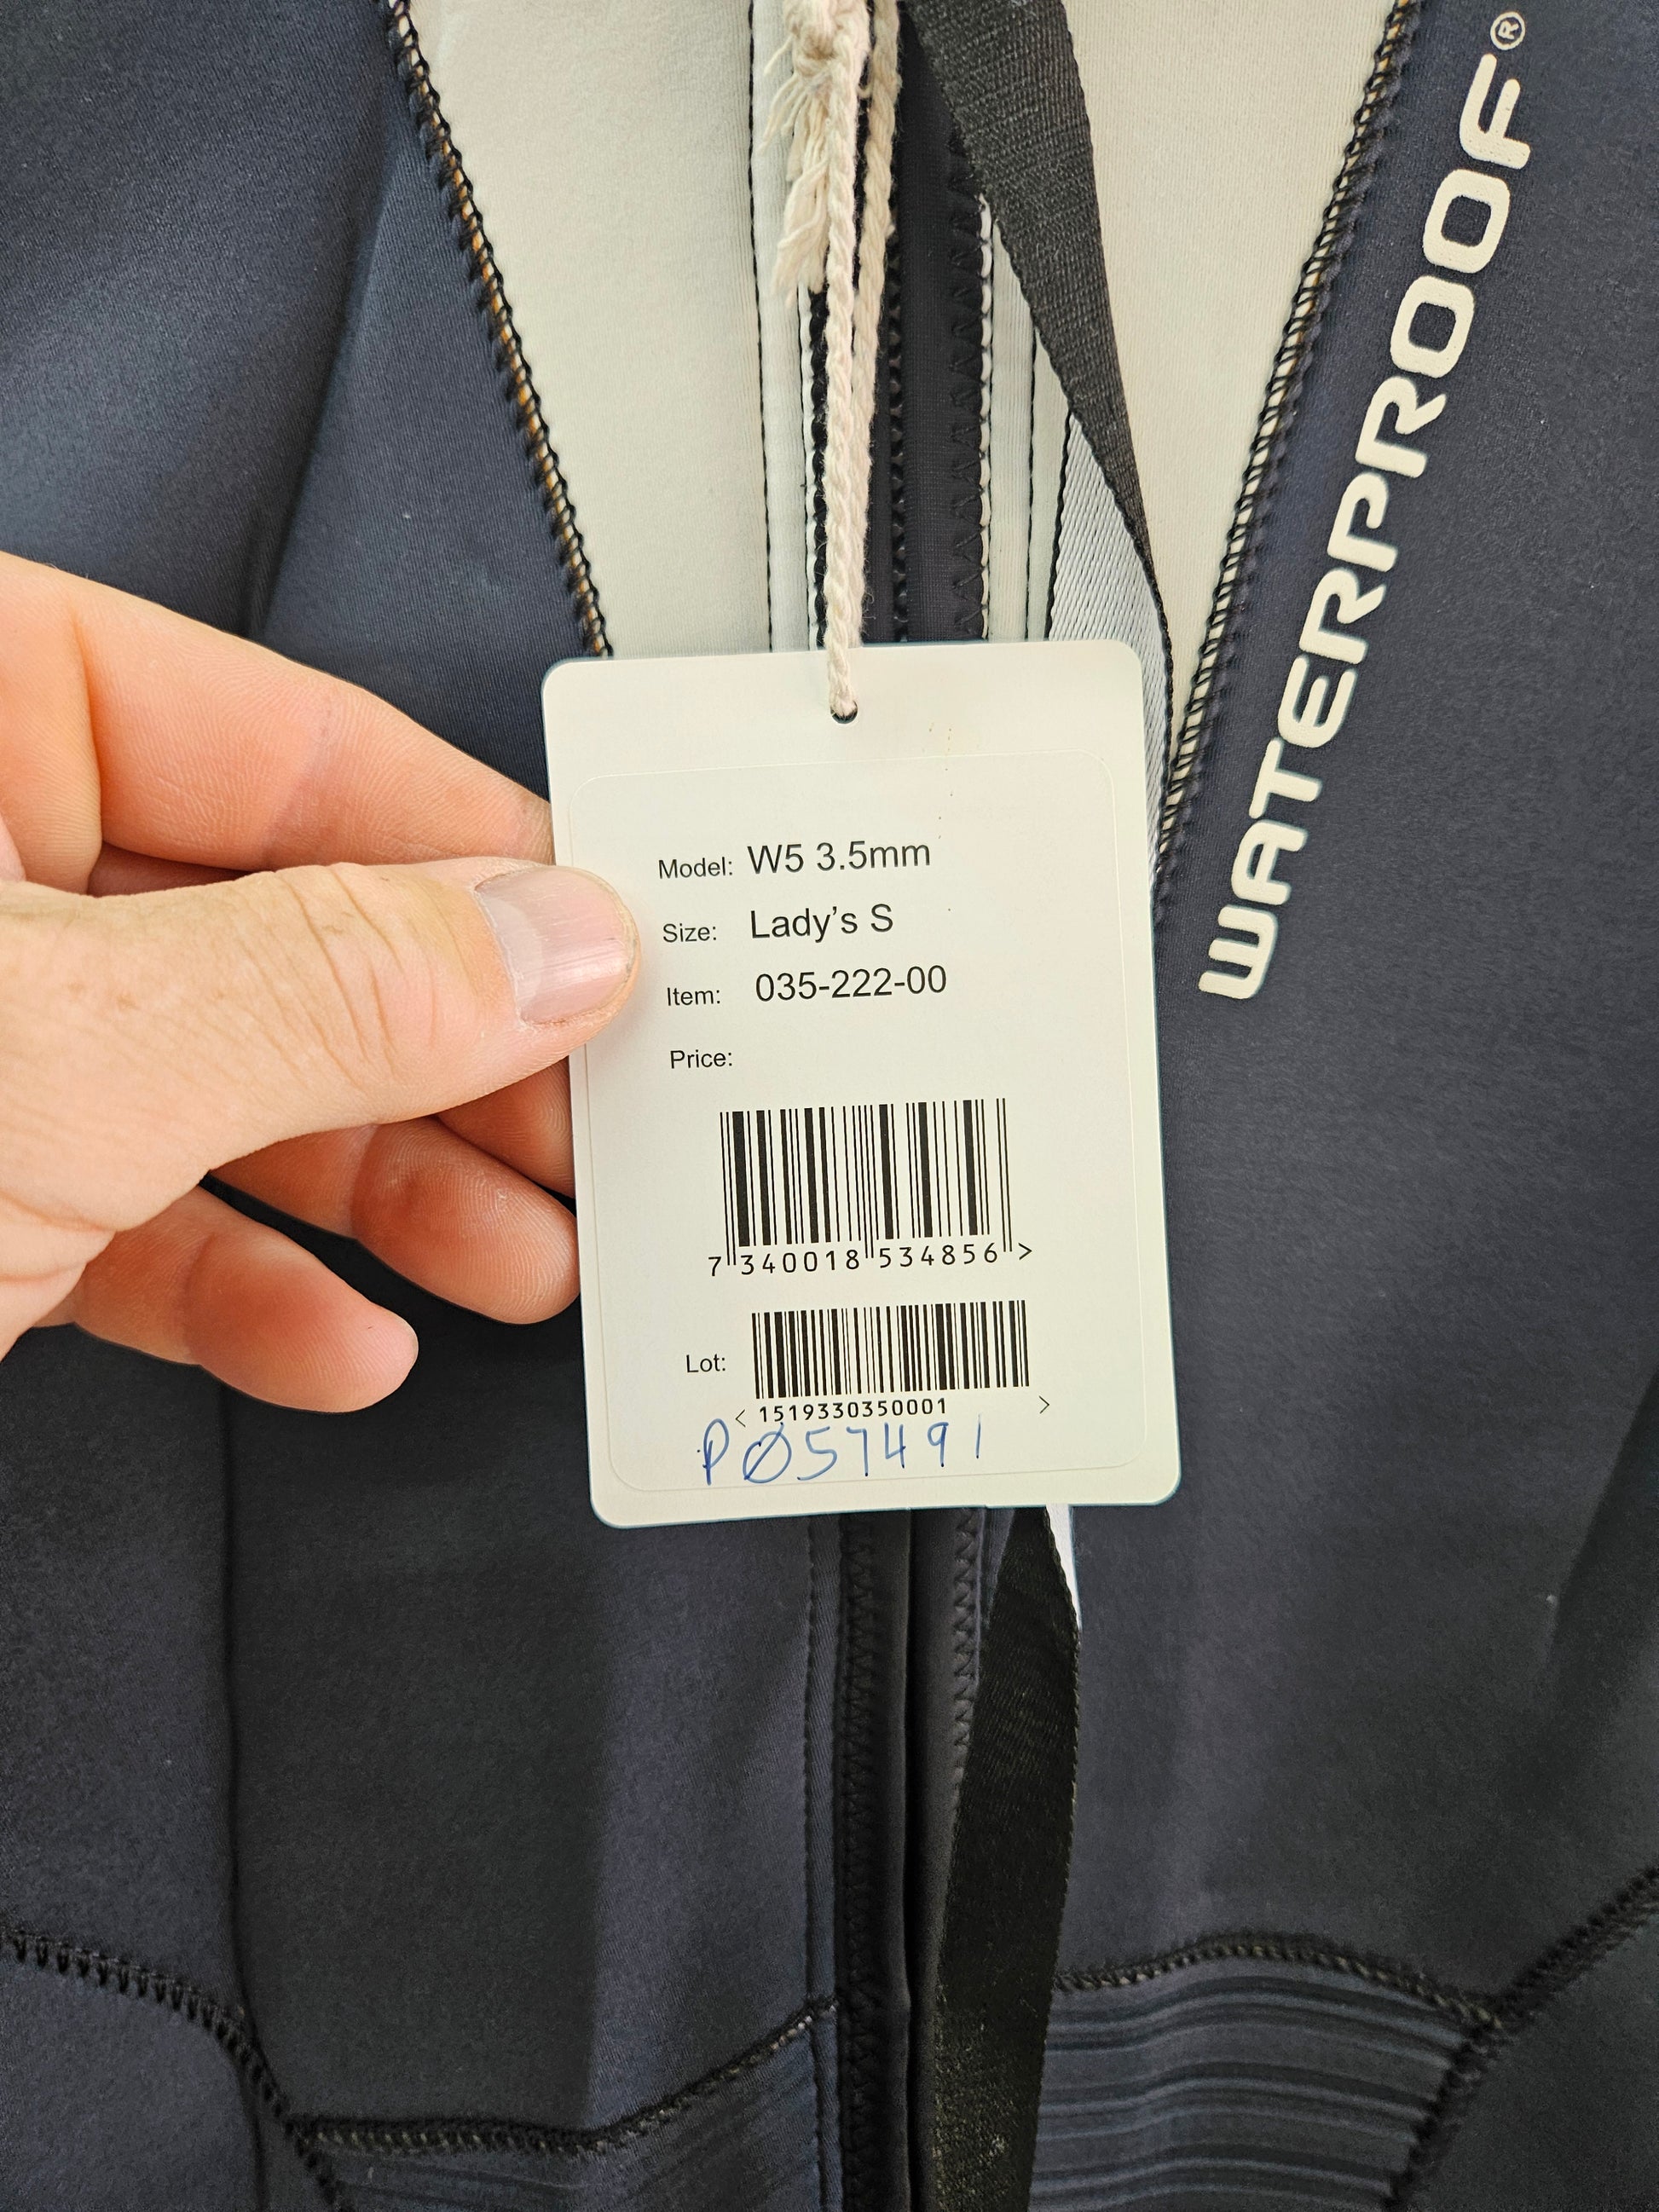 WATERPROOF®
Model: W5 3.5mm
Size: Lady's S
Item: 035-222-00
Price:
7 340018 534856 >
Lot:
< 1519330350001 >
PØ57491